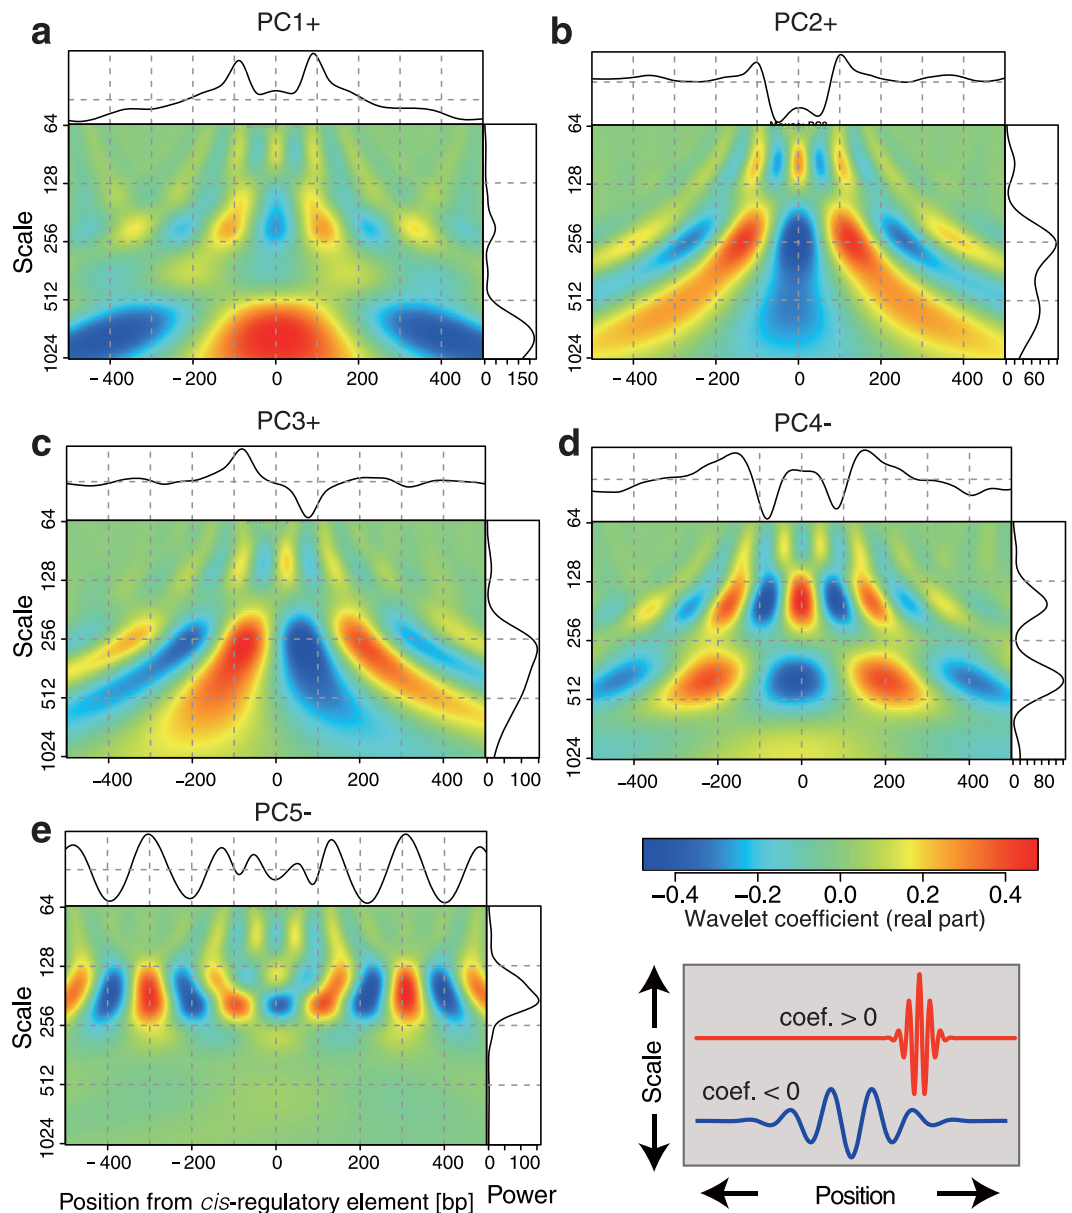 a PC1+
64
128
256
512
1024
Scale
−400 −200 0 200 400 0 150
b PC2+
64
128
256
512
1024
−400 −200 0 200 400 0 60
c PC3+
64
128
256
512
1024
Scale
−400 −200 0 200 400 0 100
d PC4-
64
128
256
512
1024
−400 −200 0 200 400 0 80
e PC5-
64
128
256
512
1024
Scale
−400 −200 0 200 400 0 100
Position from cis-regulatory element [bp] Power
−0.4 −0.2 0.0 0.2 0.4
Wavelet coefficient (real part)
coef. > 0
coef. < 0
Scale
Position